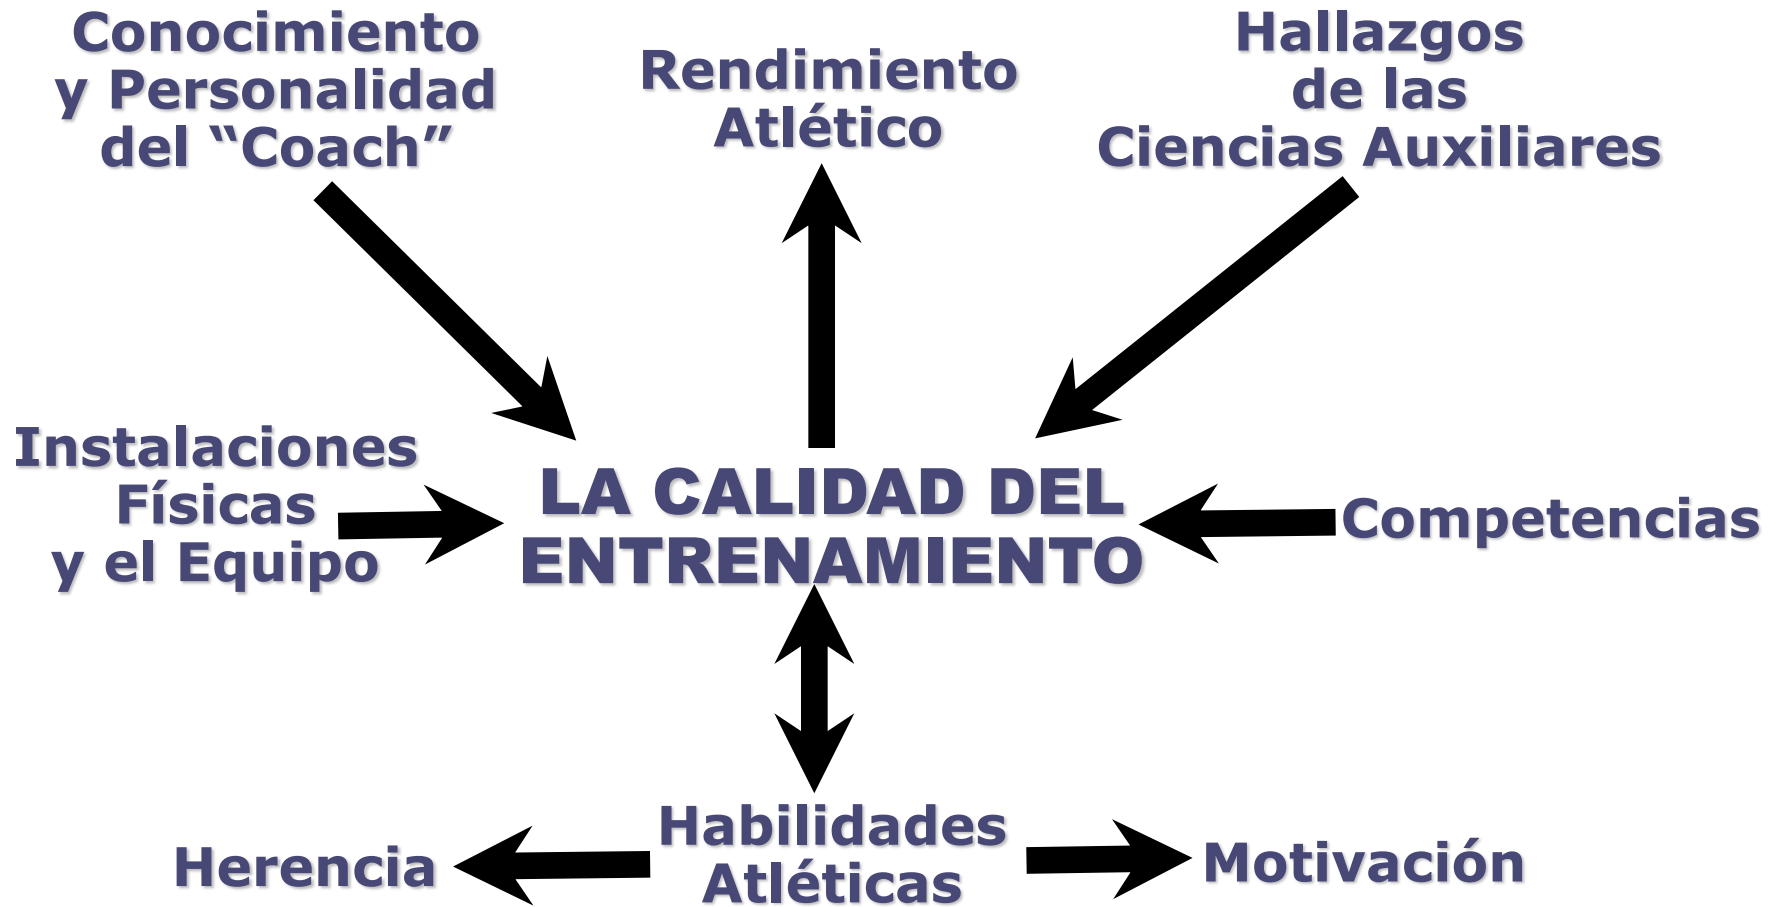 Conocimiento
y Personalidad
del “Coach”
Rendimiento
Atlético
Hallazgos
de las
Ciencias Auxiliares
Instalaciones
Físicas
y el Equipo
LA CALIDAD DEL
ENTRENAMIENTO
Competencias
Herencia
Habilidades
Atléticas
Motivación